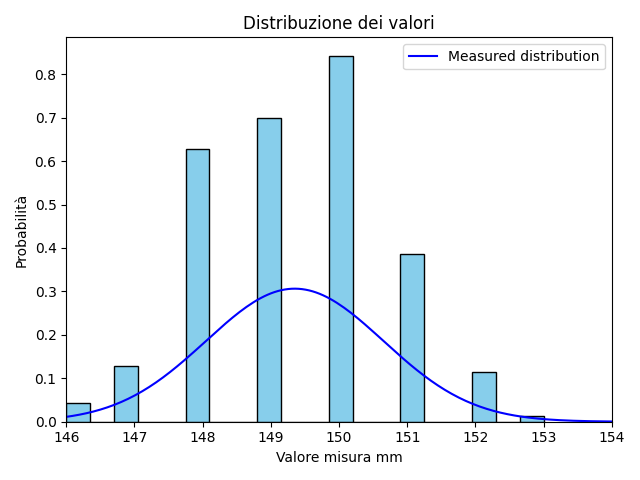 Distribuzione dei valori
Measured distribution
Probabilità
0.8
0.7
0.6
0.5
0.4
0.3
0.2
0.1
0.0
146 147 148 149 150 151 152 153 154
Valore misura mm